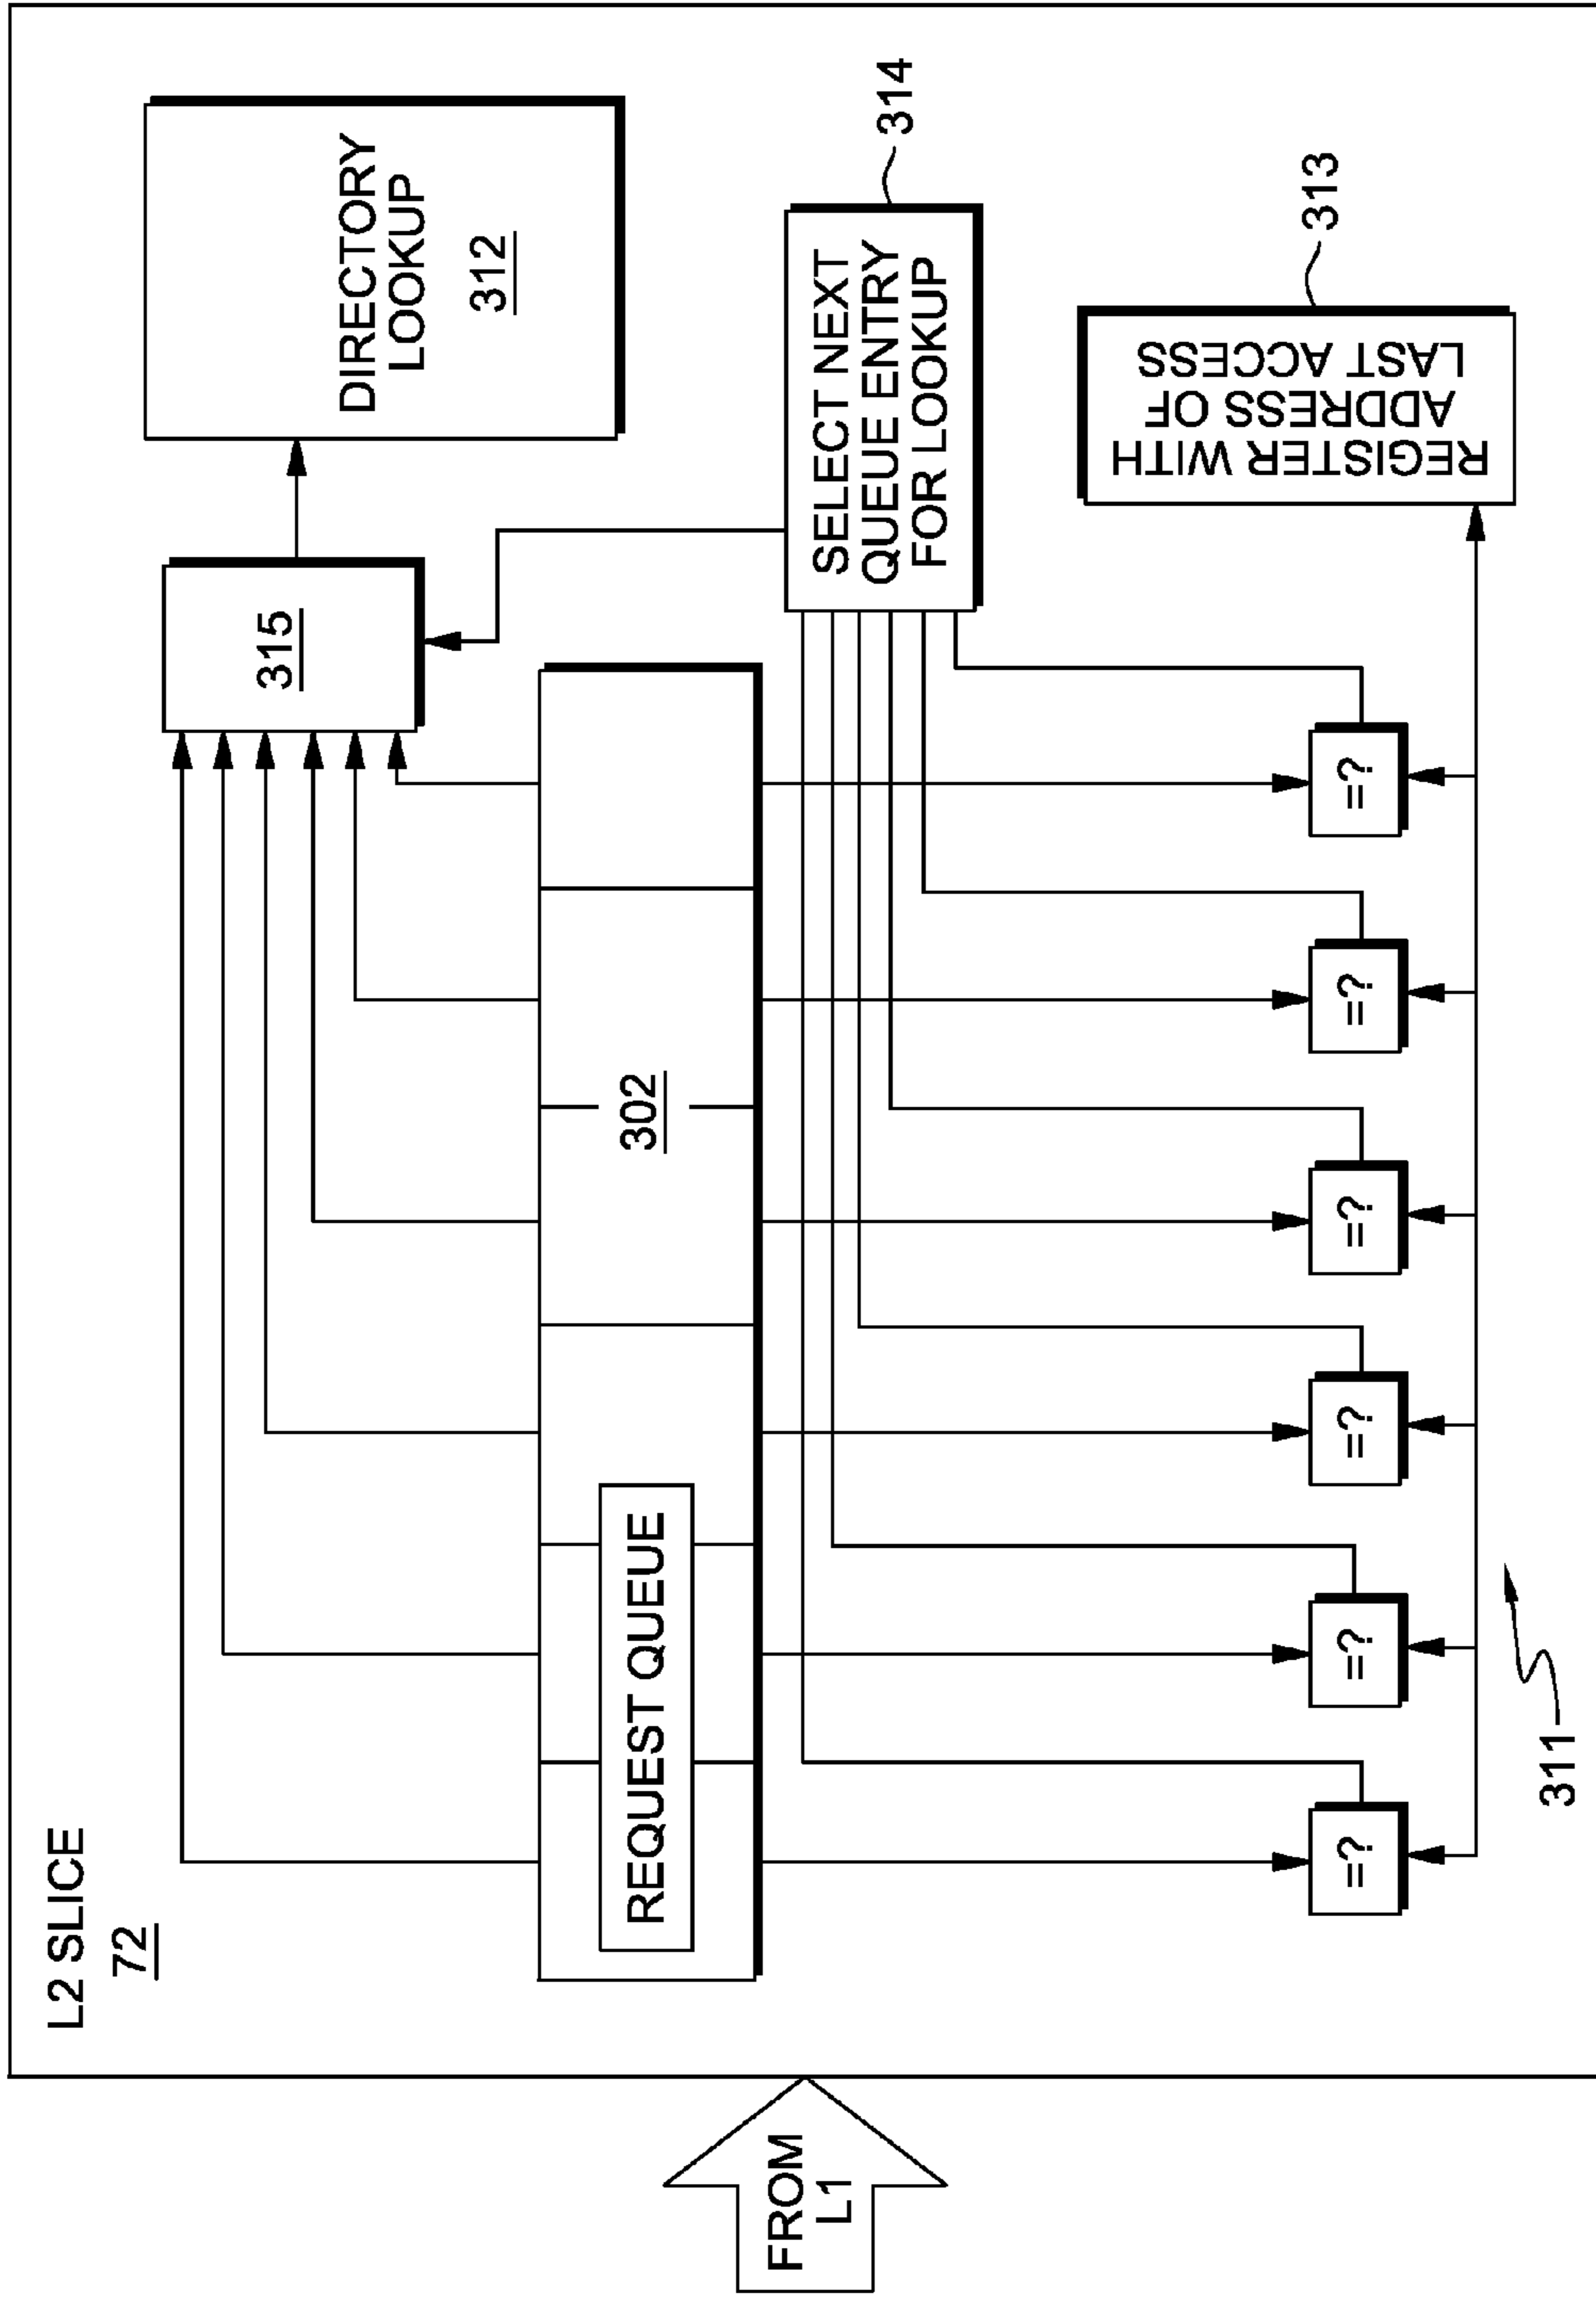 L2 SLICE
72
FROM
L1
REQUEST QUEUE
302
315
DIRECTORY
LOOKUP
312
SELECT NEXT
QUEUE ENTRY
FOR LOOKUP
314
REGISTER WITH
ADDRESS OF
LAST ACCESS
313
=?
=?
=?
=?
=?
=?
311